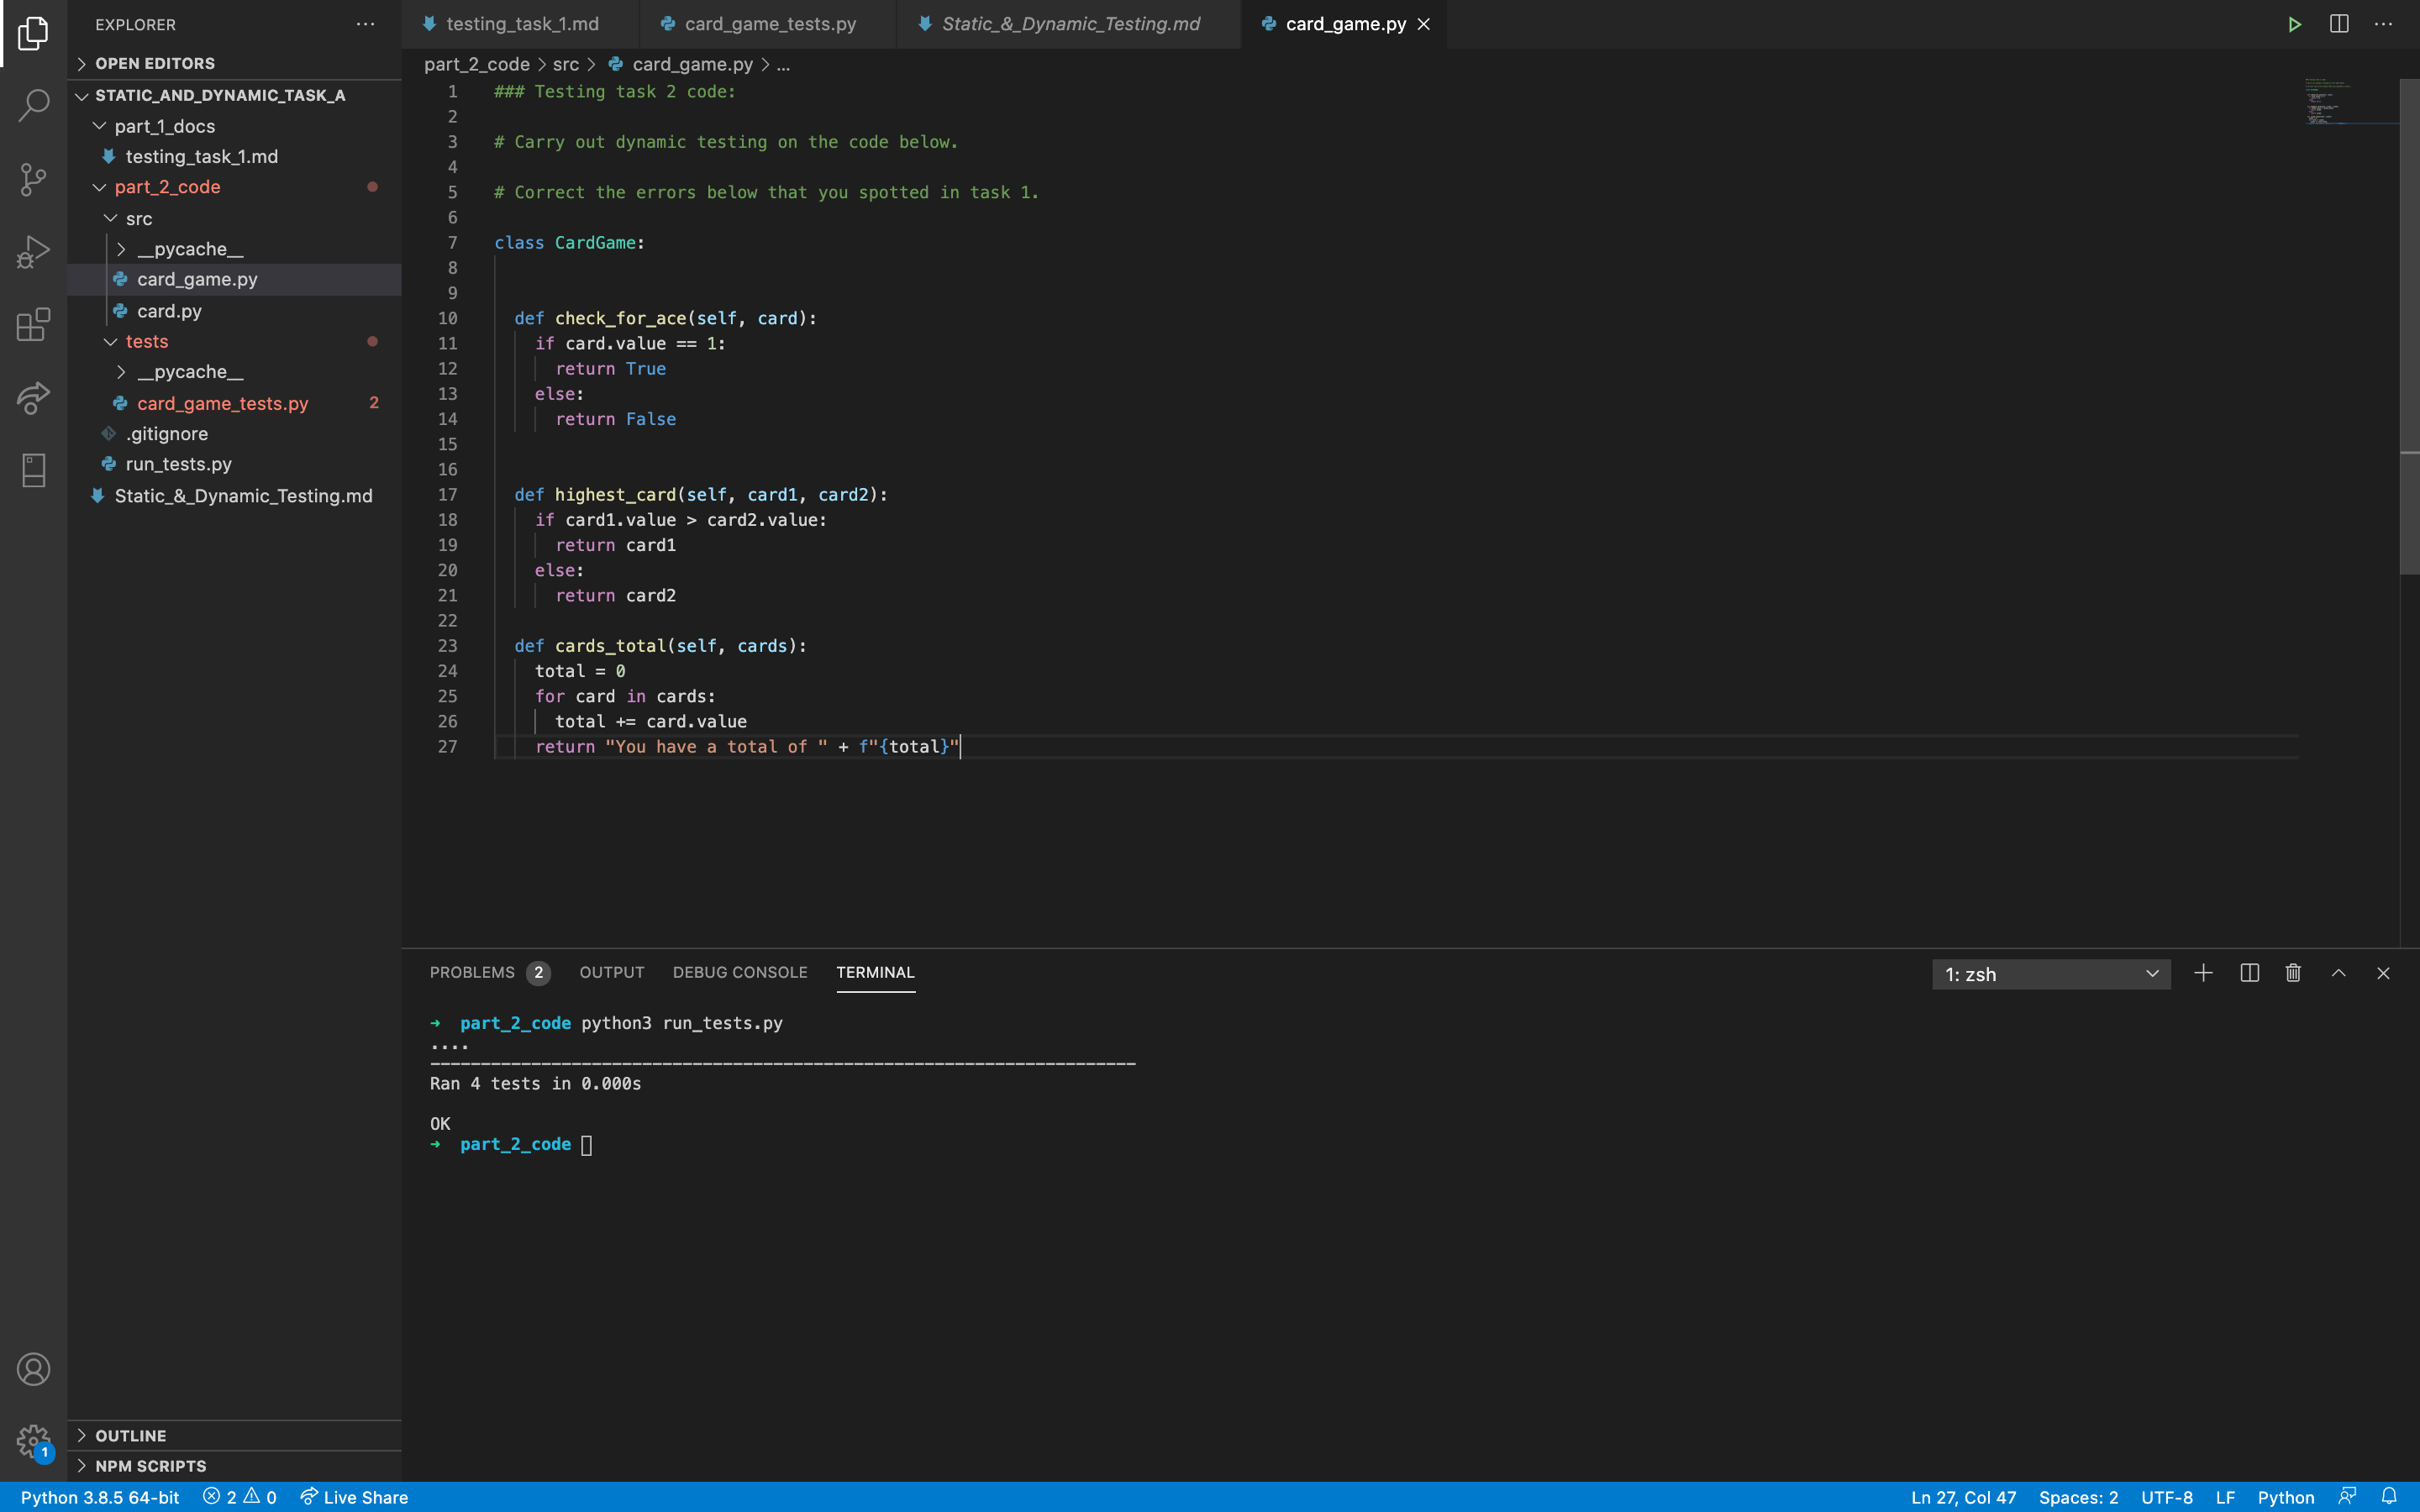 EXPLORER
OPEN EDITORS
STATIC_AND_DYNAMIC_TASK_A
part_1_docs
testing_task_1.md
part_2_code
src
__pycache__
card_game.py
card.py
tests
__pycache__
card_game_tests.py 2
.gitignore
run_tests.py
Static_&_Dynamic_Testing.md
OUTLINE
NPM SCRIPTS
1
testing_task_1.md card_game_tests.py Static_&_Dynamic_Testing.md card_game.py
part_2_code > src > card_game.py > ...
1 ### Testing task 2 code:
2
3 # Carry out dynamic testing on the code below.
4
5 # Correct the errors below that you spotted in task 1.
6
7 class CardGame:
8
9
10 def check_for_ace(self, card):
11 if card.value == 1:
12 return True
13 else:
14 return False
15
16
17 def highest_card(self, card1, card2):
18 if card1.value > card2.value:
19 return card1
20 else:
21 return card2
22
23 def cards_total(self, cards):
24 total = 0
25 for card in cards:
26 total += card.value
27 return "You have a total of " + f"{total}"
PROBLEMS 2 OUTPUT DEBUG CONSOLE TERMINAL 1: zsh
➜ part_2_code python3 run_tests.py
....
----------------------------------------------------------------------
Ran 4 tests in 0.000s
OK
➜ part_2_code
Python 3.8.5 64-bit 2 0 Live Share Ln 27, Col 47 Spaces: 2 UTF-8 LF Python